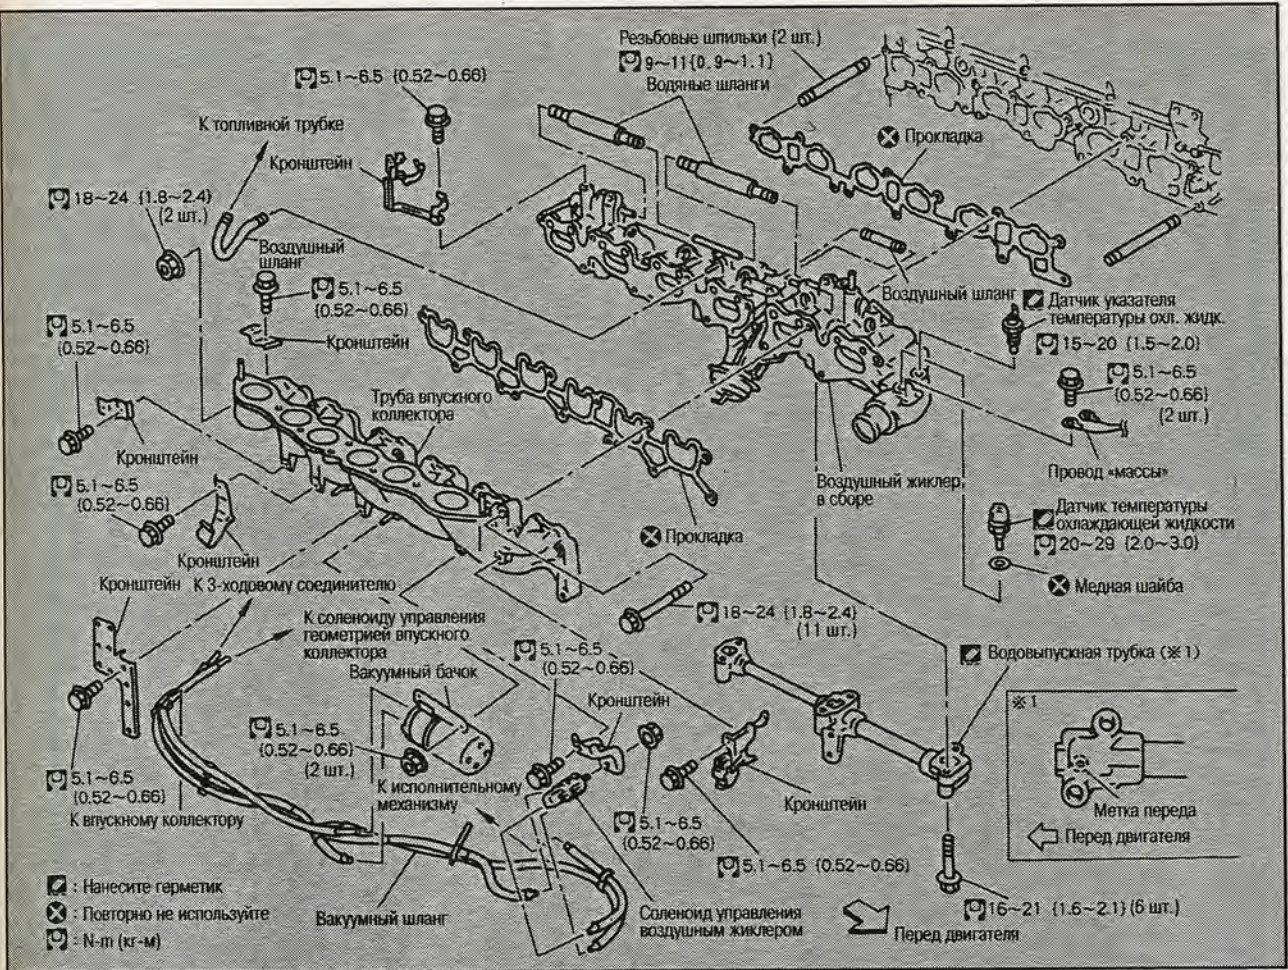 Резьбовые шпильки (2 шт.)
9~11{0.9~1.1}
Водяные шланги
5.1~6.5 {0.52~0.66}
К топливной трубке
Кронштейн
Прокладка
18~24 {1.8~2.4}
(2 шт.)
Воздушный
шланг
5.1~6.5
{0.52~0.66}
Кронштейн
Воздушный шланг
Датчик указателя
температуры охл. жидк.
15~20 {1.5~2.0}
5.1~6.5
{0.52~0.66}
5.1~6.5
{0.52~0.66}
(2 шт.)
Труба впускного
коллектора
Кронштейн
Провод «массы»
5.1~6.5
{0.52~0.66}
Воздушный жиклер
в сборе
Датчик температуры
охлаждающей жидкости
20~29 {2.0~3.0}
Прокладка
Кронштейн
Медная шайба
Кронштейн
К 3-ходовому соединителю
18~24 {1.8~2.4}
(11 шт.)
К соленоиду управления
геометрией впускного
коллектора
5.1~6.5
{0.52~0.66}
Водовыпускная трубка (※1)
Вакуумный бачок
Кронштейн
※1
5.1~6.5
{0.52~0.66}
(2 шт.)
5.1~6.5
{0.52~0.66}
К исполнительному
механизму
Кронштейн
Метка переда
К впускному коллектору
5.1~6.5
{0.52~0.66}
Перед двигателя
5.1~6.5 {0.52~0.66}
: Нанесите герметик
: Повторно не используйте
: N-m (кг-м)
Вакуумный шланг
Соленоид управления
воздушным жиклером
Перед двигателя
16~21 {1.6~2.1} (6 шт.)